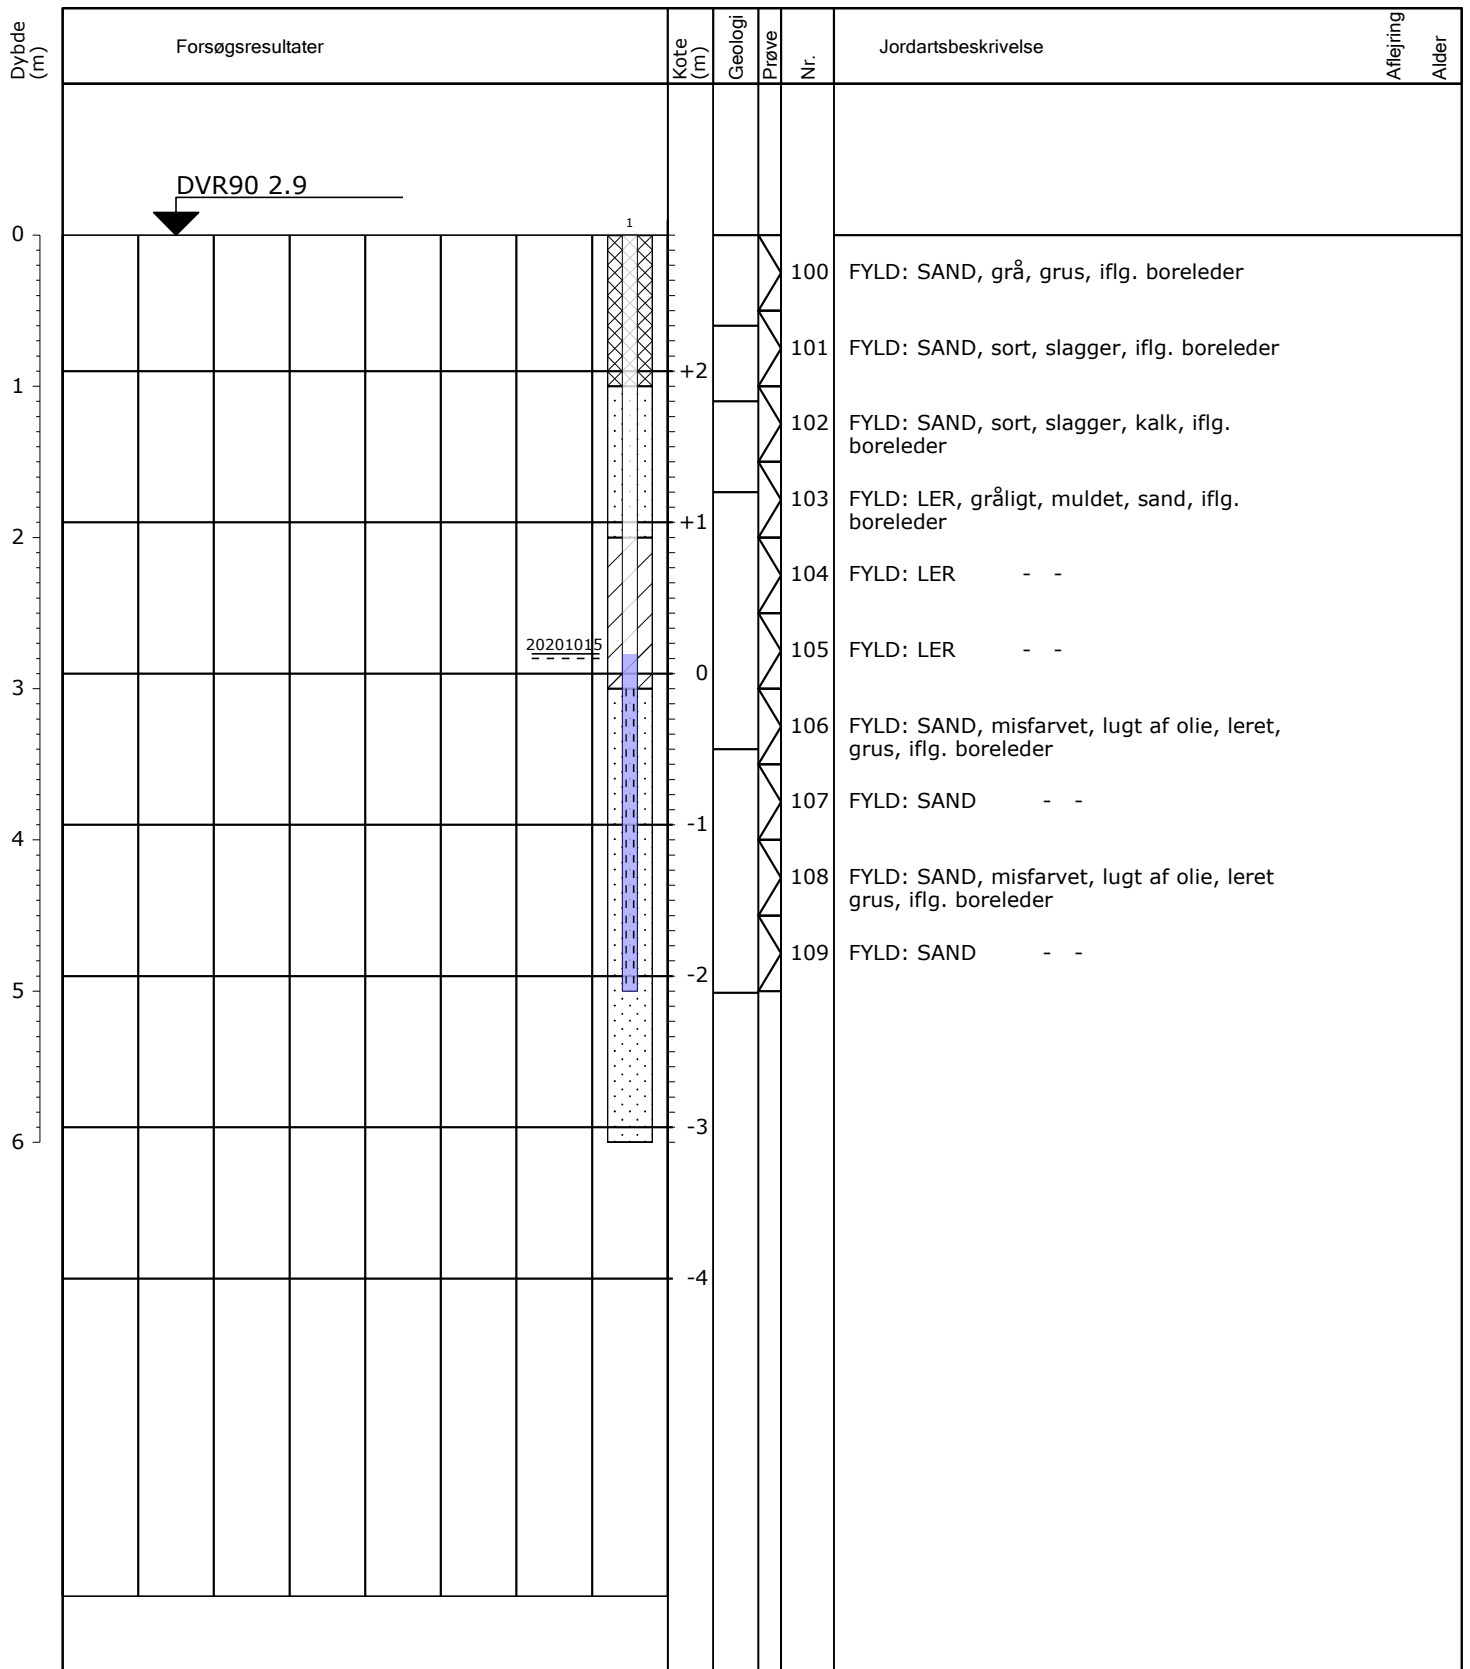 Dybde
(m)
Forsøgsresultater
Kote
(m)
Geologi
Prøve
Nr.
Jordartsbeskrivelse
Aflejring
Alder
DVR90 2.9
1
0
100 FYLD: SAND, grå, grus, iflg. boreleder
101 FYLD: SAND, sort, slagger, iflg. boreleder
+2
1
102 FYLD: SAND, sort, slagger, kalk, iflg.
boreleder
103 FYLD: LER, gråligt, muldet, sand, iflg.
boreleder
+1
2
104 FYLD: LER - -
20201015
105 FYLD: LER - -
0
3
106 FYLD: SAND, misfarvet, lugt af olie, leret,
grus, iflg. boreleder
107 FYLD: SAND - -
-1
4
108 FYLD: SAND, misfarvet, lugt af olie, leret
grus, iflg. boreleder
109 FYLD: SAND - -
-2
5
-3
6
-4